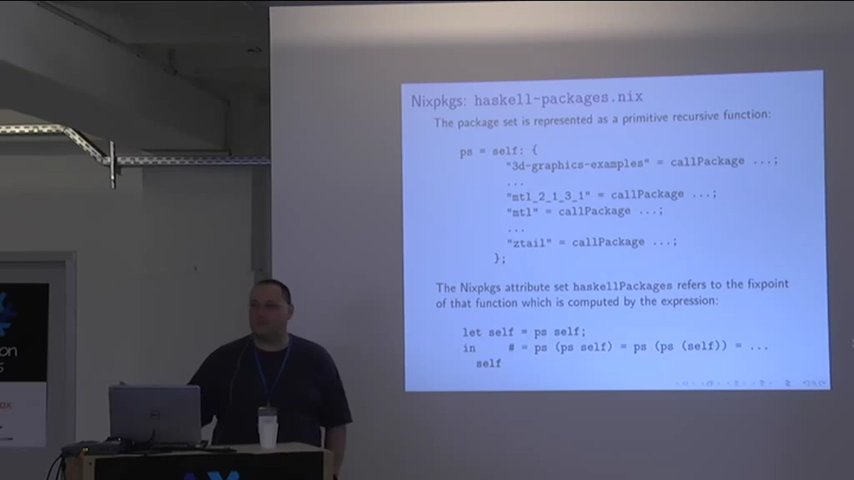 Nixpkgs: haskell-packages.nix
The package set is represented as a primitive recursive function:
ps = self: {
"3d-graphics-examples" = callPackage ...;
...
"mtl_2_1_3_1" = callPackage ...;
"mtl" = callPackage ...;
...
"ztail" = callPackage ...;
};
The Nixpkgs attribute set haskellPackages refers to the fixpoint
of that function which is computed by the expression:
let self = ps self;
in # = ps (ps self) = ps (ps (self)) = ...
self